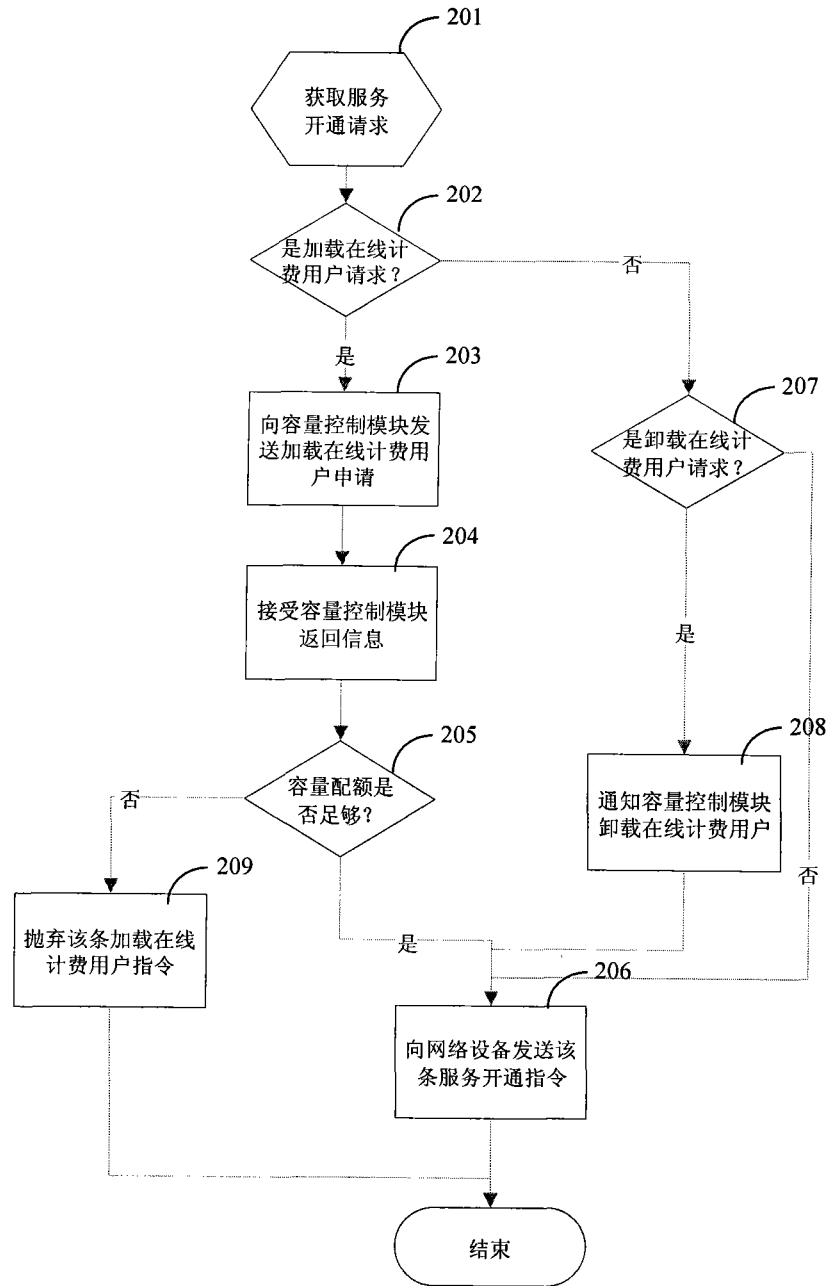 201
获取服务
开通请求
202
是加载在线计
费用户请求？
否
是
203
向容量控制模块发
送加载在线计费用
户申请
207
是卸载在线计
费用户请求？
204
接受容量控制模块
返回信息
是
205
容量配额是
否足够？
否
208
通知容量控制模块
卸载在线计费用户
否
209
抛弃该条加载在线
计费用户指令
是
206
向网络设备发送该
条服务开通指令
结束